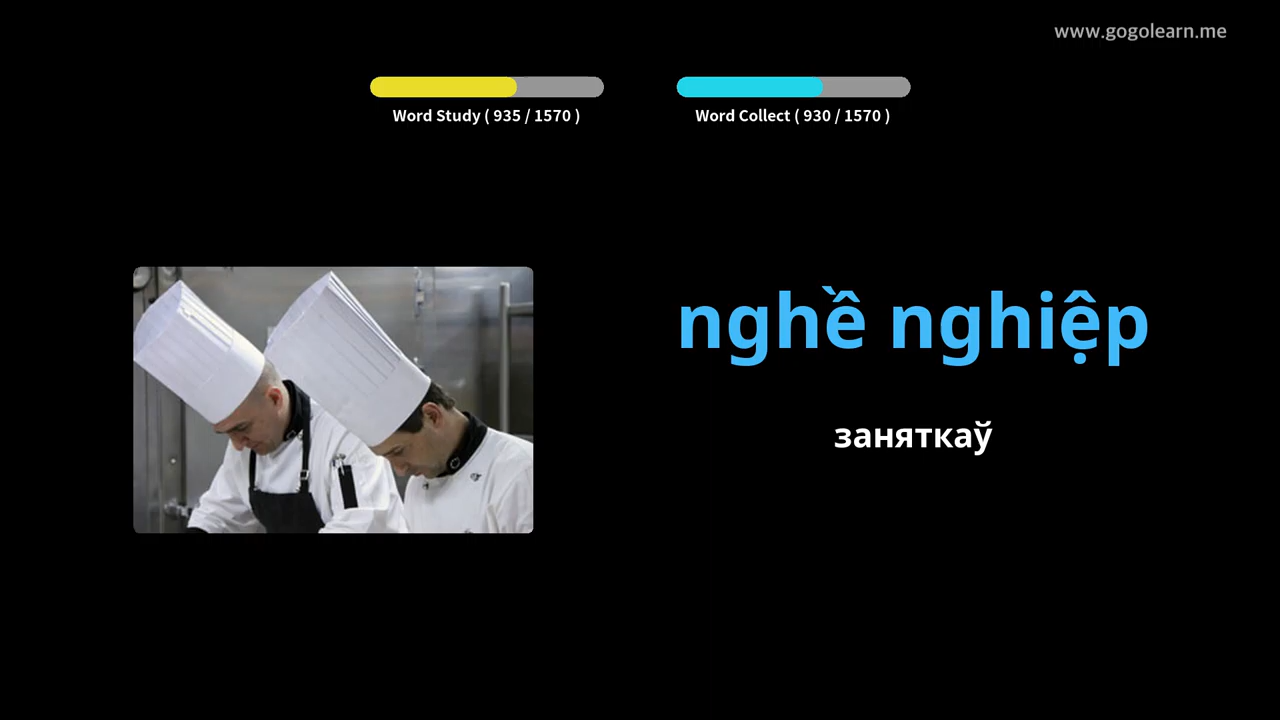 www.gogolearn.me
Word Study ( 935 / 1570 )
Word Collect ( 930 / 1570 )
nghề nghiệp
заняткаў